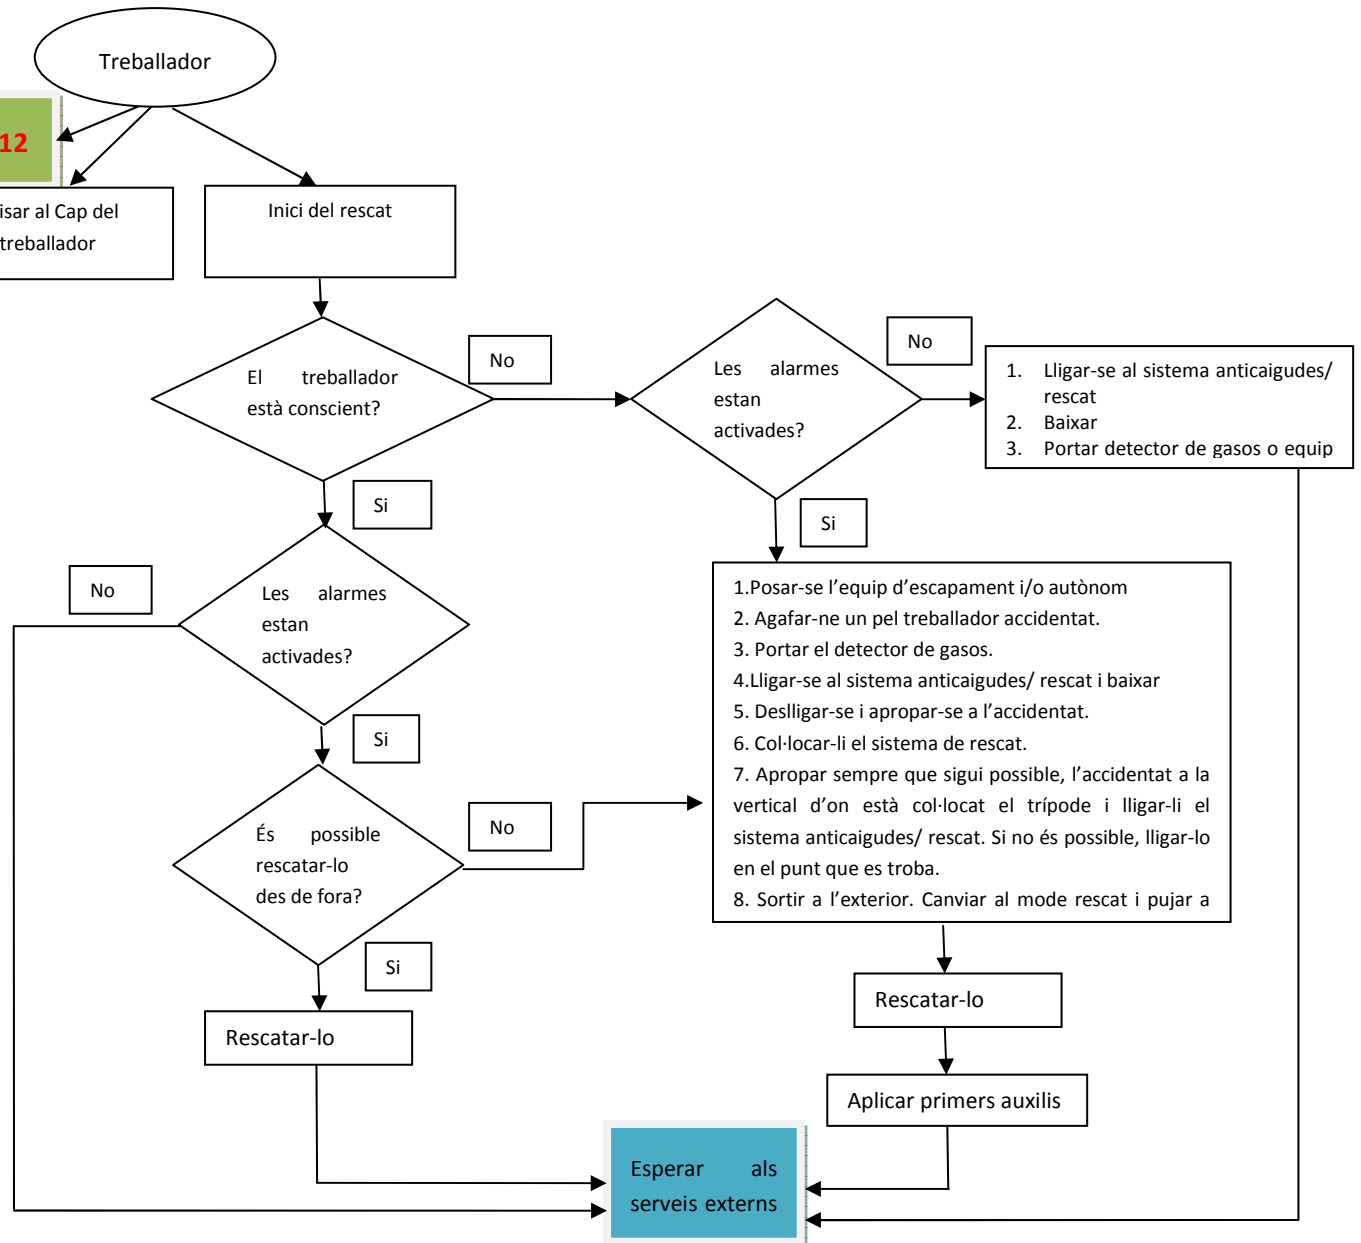 Treballador
12
isar al Cap del
treballador
Inici del rescat
El treballador
està conscient?
No
Les alarmes
estan
activades?
No
1. Lligar-se al sistema anticaigudes/
rescat
2. Baixar
3. Portar detector de gasos o equip
Si
Si
No
Les alarmes
estan
activades?
1.Posar-se l’equip d’escapament i/o autònom
2. Agafar-ne un pel treballador accidentat.
3. Portar el detector de gasos.
4.Lligar-se al sistema anticaigudes/ rescat i baixar
5. Deslligar-se i apropar-se a l’accidentat.
6. Col·locar-li el sistema de rescat.
7. Apropar sempre que sigui possible, l’accidentat a la
vertical d’on està col·locat el trípode i lligar-li el
sistema anticaigudes/ rescat. Si no és possible, lligar-lo
en el punt que es troba.
8. Sortir a l’exterior. Canviar al mode rescat i pujar a
Si
És possible
rescatar-lo
des de fora?
No
Si
Rescatar-lo
Rescatar-lo
Aplicar primers auxilis
Esperar als
serveis externs